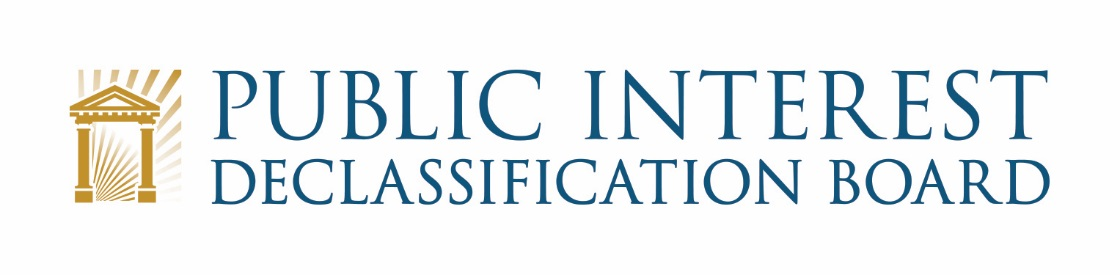 PUBLIC INTEREST
DECLASSIFICATION BOARD